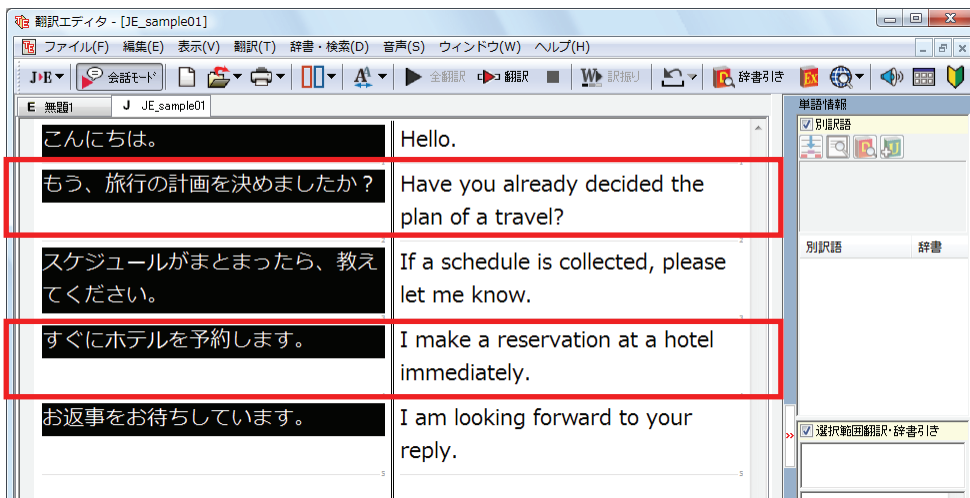 翻訳エディタ - [JE_sample01]
ファイル(F) 編集(E) 表示(V) 翻訳(T) 辞書・検索(D) 音声(S) ウィンドウ(W) ヘルプ(H)
J▸E 会話モード 全翻訳 翻訳 訳振り 辞書引き
E 無題1 J JE_sample01
こんにちは。
Hello.
1
もう、旅行の計画を決めましたか？
Have you already decided the
plan of a travel?
2
2
スケジュールがまとまったら、教え
てください。
If a schedule is collected, please
let me know.
3
すぐにホテルを予約します。
I make a reservation at a hotel
immediately.
お返事をお待ちしています。
I am looking forward to your
reply.
5
5
単語情報
別訳語
別訳語 辞書
選択範囲翻訳・辞書引き